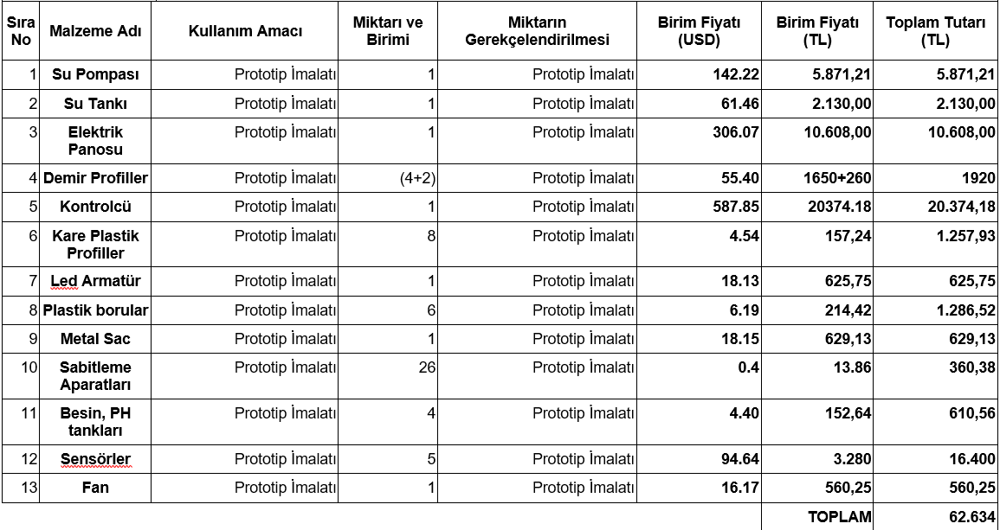 Sıra No Malzeme Adı Kullanım Amacı Miktarı ve Birimi Miktarın Gerekçelendirilmesi Birim Fiyatı (USD) Birim Fiyatı (TL) Toplam Tutarı (TL)
1 Su Pompası Prototip İmalatı 1 Prototip İmalatı 142.22 5.871,21 5.871,21
2 Su Tankı Prototip İmalatı 1 Prototip İmalatı 61.46 2.130,00 2.130,00
3 Elektrik Panosu Prototip İmalatı 1 Prototip İmalatı 306.07 10.608,00 10.608,00
4 Demir Profiller Prototip İmalatı (4+2) Prototip İmalatı 55.40 1650+260 1920
5 Kontrolcü Prototip İmalatı 1 Prototip İmalatı 587.85 20374.18 20.374,18
6 Kare Plastik Profiller Prototip İmalatı 8 Prototip İmalatı 4.54 157,24 1.257,93
7 Led Armatür Prototip İmalatı 1 Prototip İmalatı 18.13 625,75 625,75
8 Plastik borular Prototip İmalatı 6 Prototip İmalatı 6.19 214,42 1.286,52
9 Metal Sac Prototip İmalatı 1 Prototip İmalatı 18.15 629,13 629,13
10 Sabitleme Aparatları Prototip İmalatı 26 Prototip İmalatı 0.4 13.86 360,38
11 Besin, PH tankları Prototip İmalatı 4 Prototip İmalatı 4.40 152,64 610,56
12 Sensörler Prototip İmalatı 5 Prototip İmalatı 94.64 3.280 16.400
13 Fan Prototip İmalatı 1 Prototip İmalatı 16.17 560,25 560,25
TOPLAM 62.634